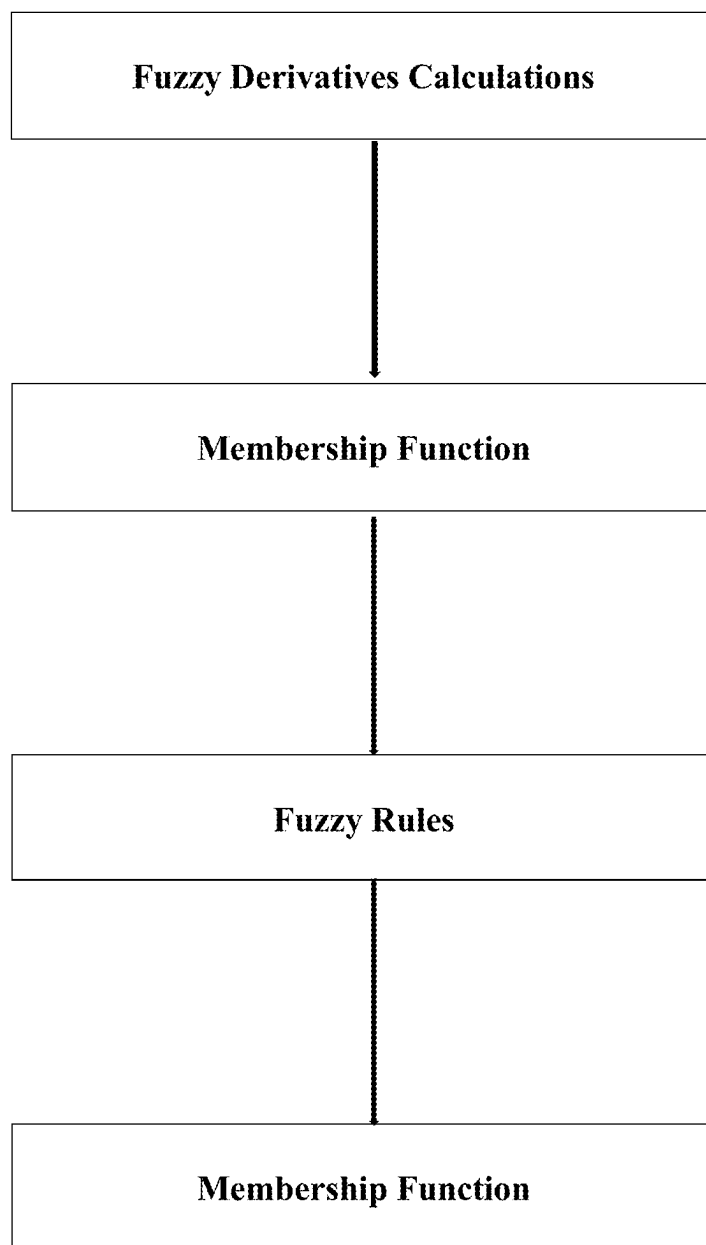 Fuzzy Derivatives Calculations
Membership Function
Fuzzy Rules
Membership Function